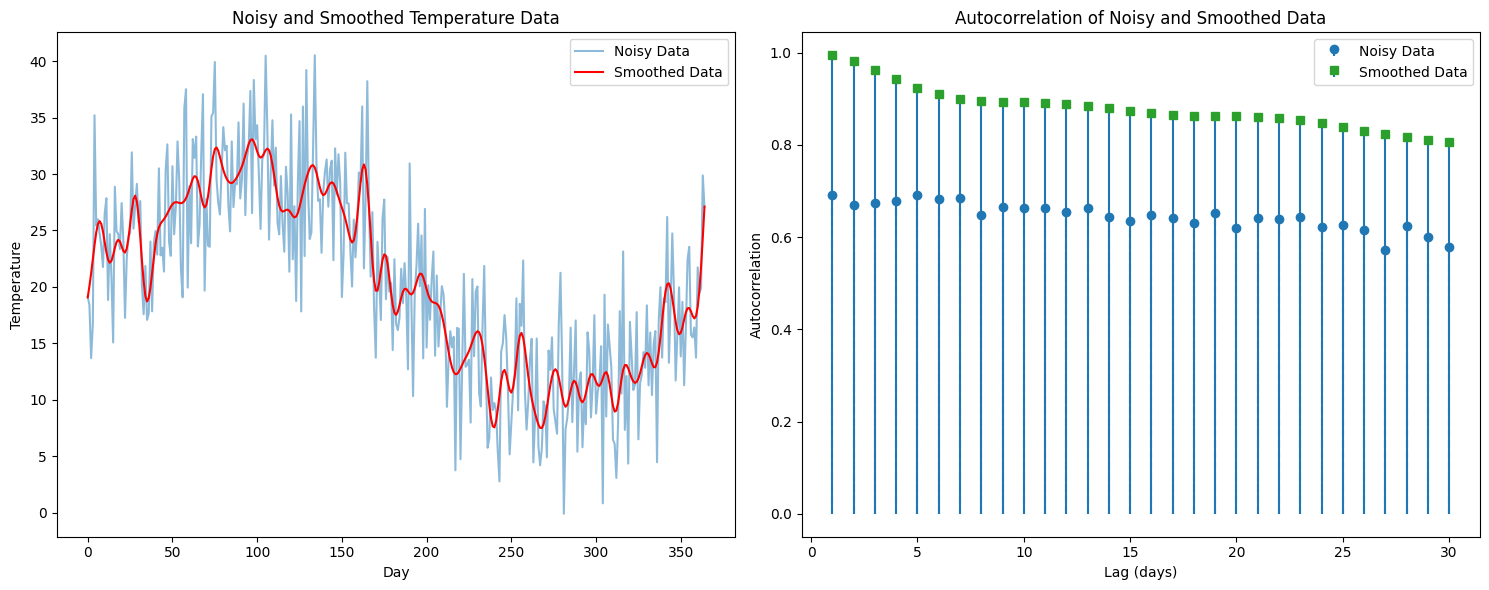 Noisy and Smoothed Temperature Data
Noisy Data
Smoothed Data
Temperature
40
35
30
25
20
15
10
5
0
0 50 100 150 200 250 300 350
Day
Autocorrelation of Noisy and Smoothed Data
Noisy Data
Smoothed Data
Autocorrelation
1.0
0.8
0.6
0.4
0.2
0.0
0 5 10 15 20 25 30
Lag (days)